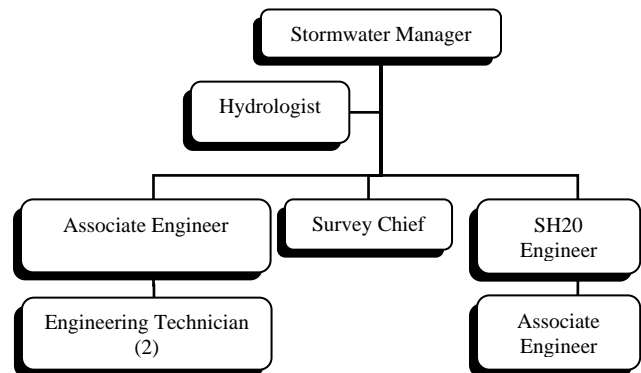 Stormwater Manager
Hydrologist
Associate Engineer
Survey Chief
SH20
Engineer
Engineering Technician
(2)
Associate
Engineer